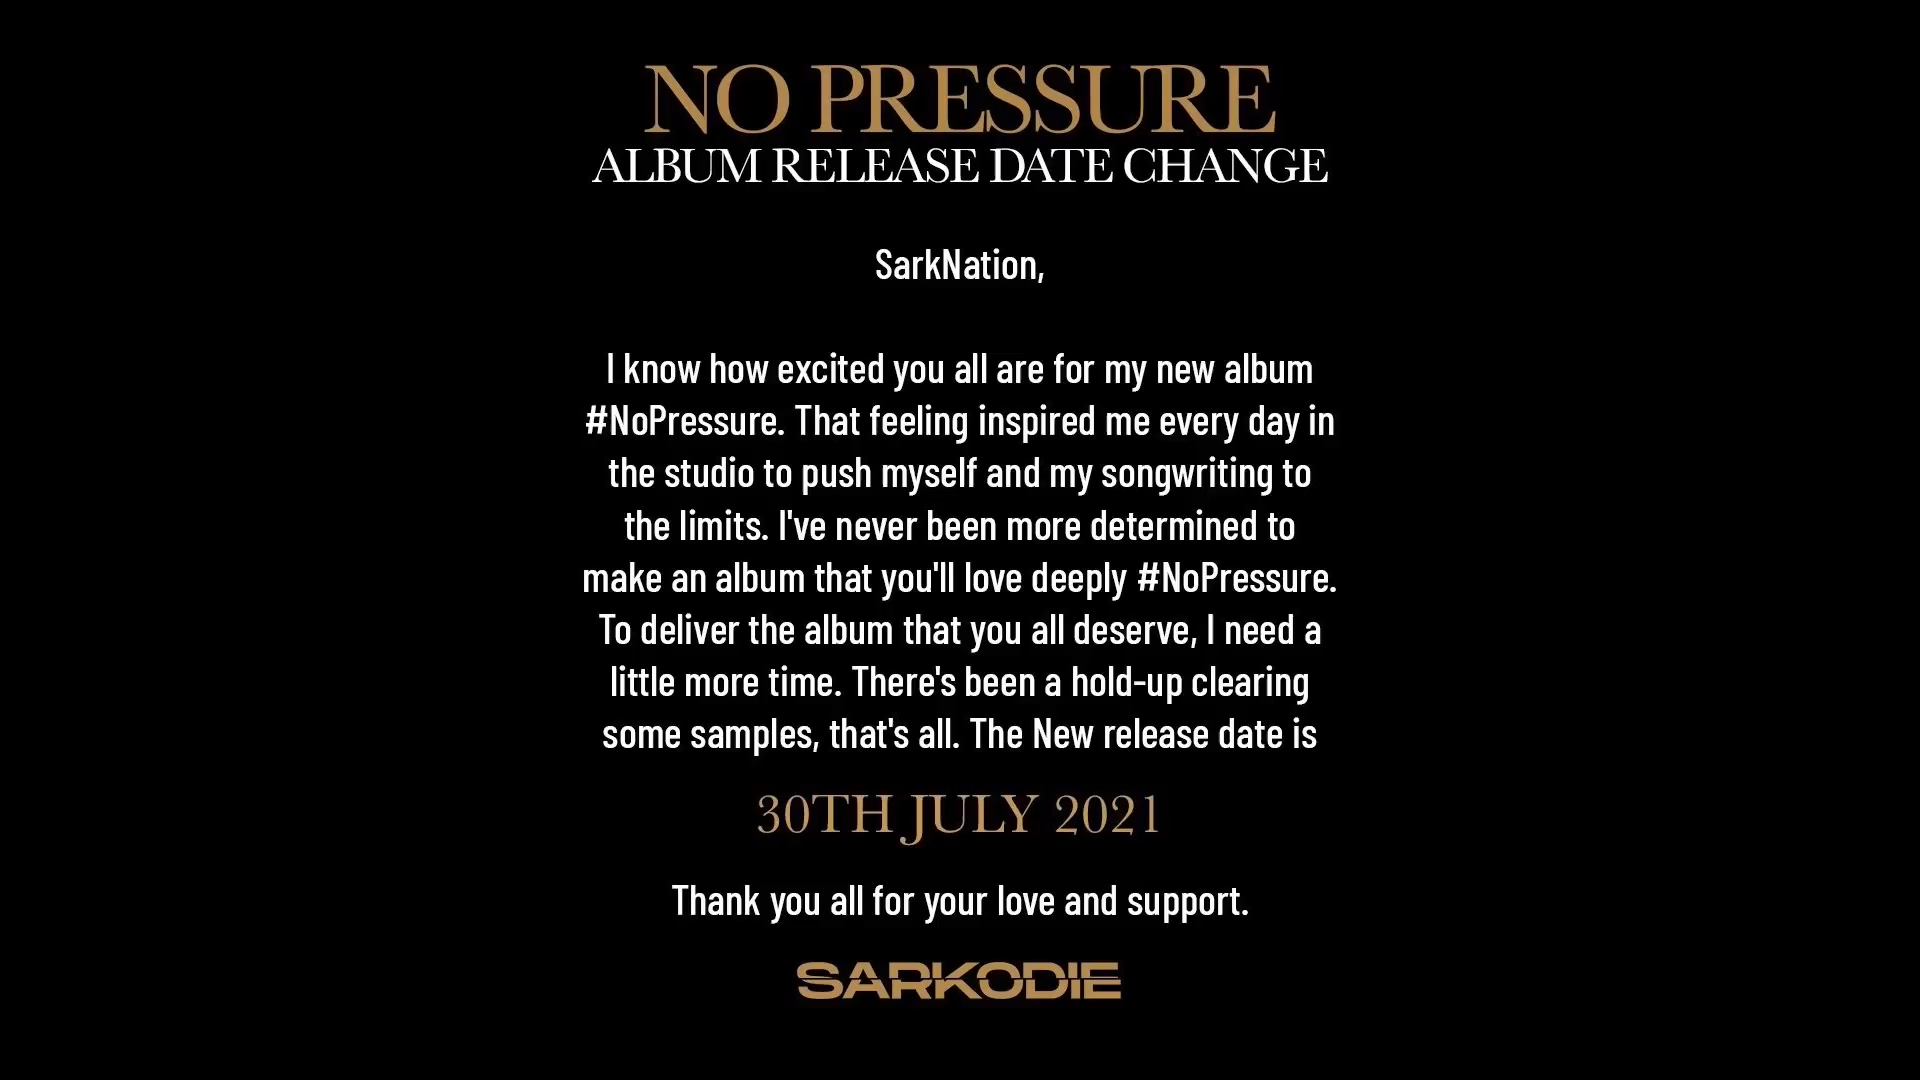 NO PRESSURE
ALBUM RELEASE DATE CHANGE
SarkNation,
I know how excited you all are for my new album
#NoPressure. That feeling inspired me every day in
the studio to push myself and my songwriting to
the limits. I've never been more determined to
make an album that you'll love deeply #NoPressure.
To deliver the album that you all deserve, I need a
little more time. There's been a hold-up clearing
some samples, that's all. The New release date is
30TH JULY 2021
Thank you all for your love and support.
SARKODIE